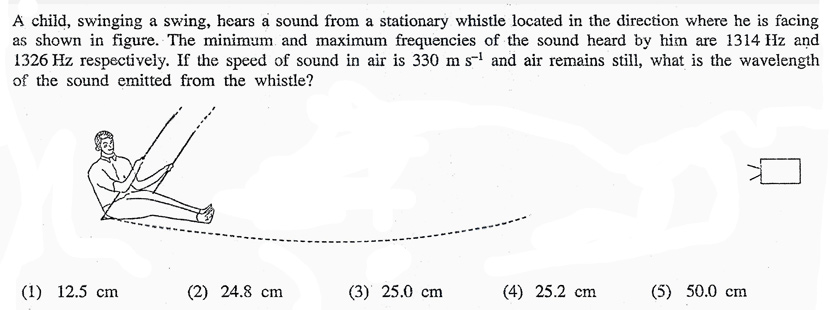 A child, swinging a swing, hears a sound from a stationary whistle located in the direction where he is facing
as shown in figure. The minimum and maximum frequencies of the sound heard by him are 1314 Hz and
1326 Hz respectively. If the speed of sound in air is 330 m s⁻¹ and air remains still, what is the wavelength
of the sound emitted from the whistle?
(1) 12.5 cm (2) 24.8 cm (3) 25.0 cm (4) 25.2 cm (5) 50.0 cm